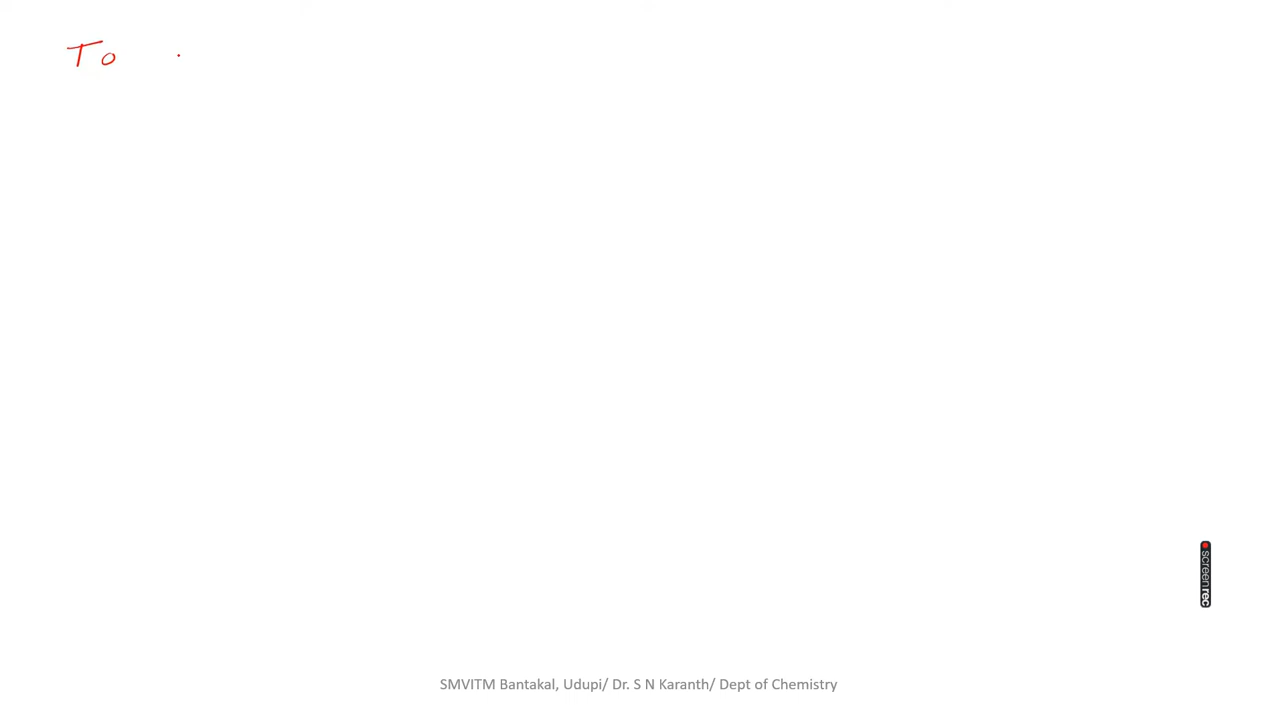 To
screenrec
SMVITM Bantakal, Udupi/ Dr. S N Karanth/ Dept of Chemistry